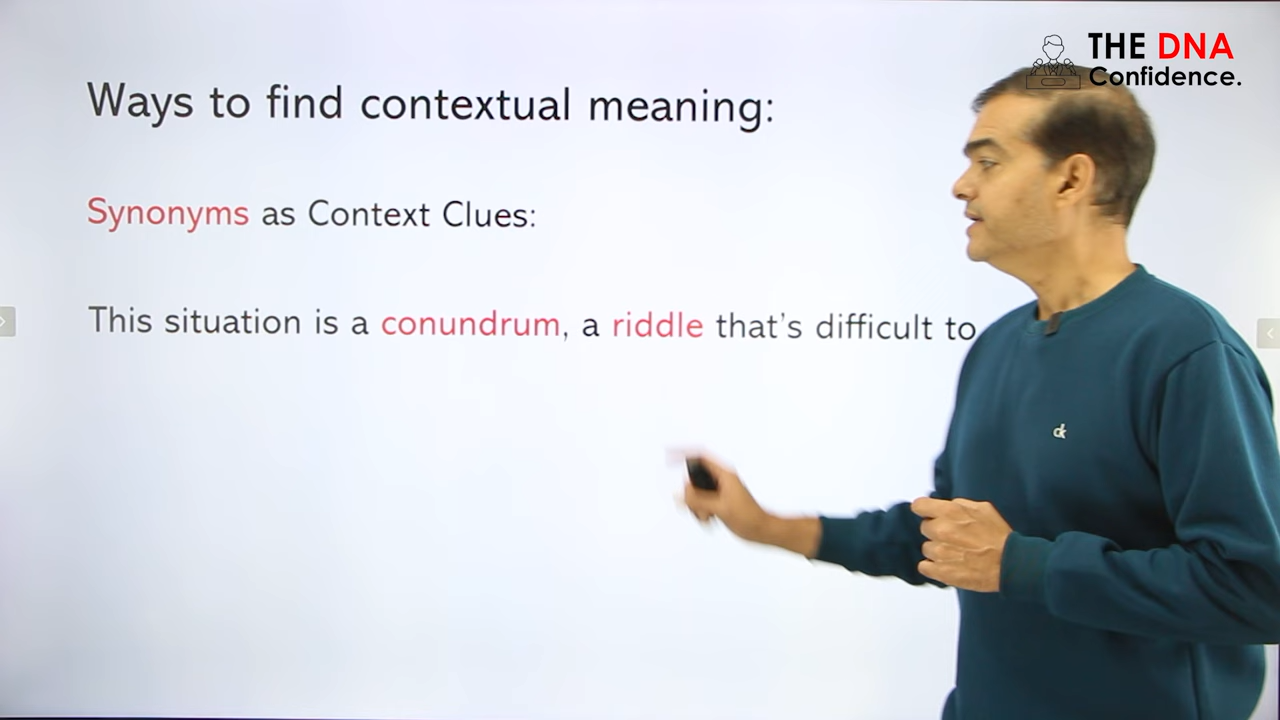 THE DNA
Confidence.
Ways to find contextual meaning:
Synonyms as Context Clues:
This situation is a conundrum, a riddle that's difficult to
dk